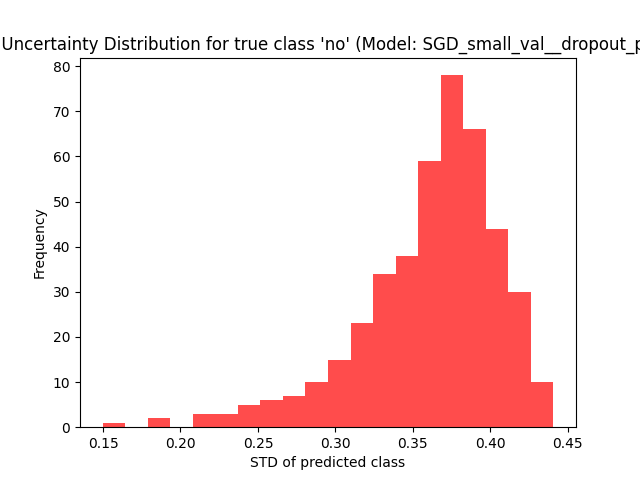 Uncertainty Distribution for true class 'no' (Model: SGD_small_val__dropout_p
80
70
60
50
40
30
20
10
0
Frequency
0.15 0.20 0.25 0.30 0.35 0.40 0.45
STD of predicted class